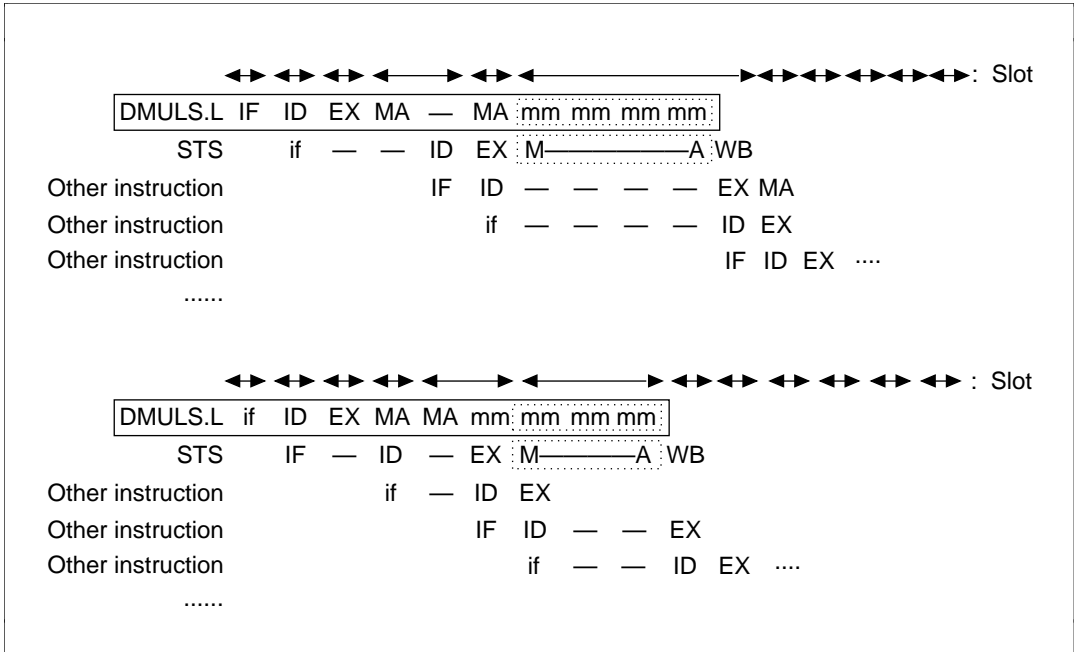 : Slot
DMULS.L IF ID EX MA — MA mm mm mm mm
STS if — — ID EX M——————A WB
Other instruction IF ID — — — — EX MA
Other instruction if — — — — ID EX
Other instruction IF ID EX ····
......
: Slot
DMULS.L if ID EX MA MA mm mm mm mm
STS IF — ID — EX M————A WB
Other instruction if — ID EX
Other instruction IF ID — — EX
Other instruction if — — ID EX ····
......